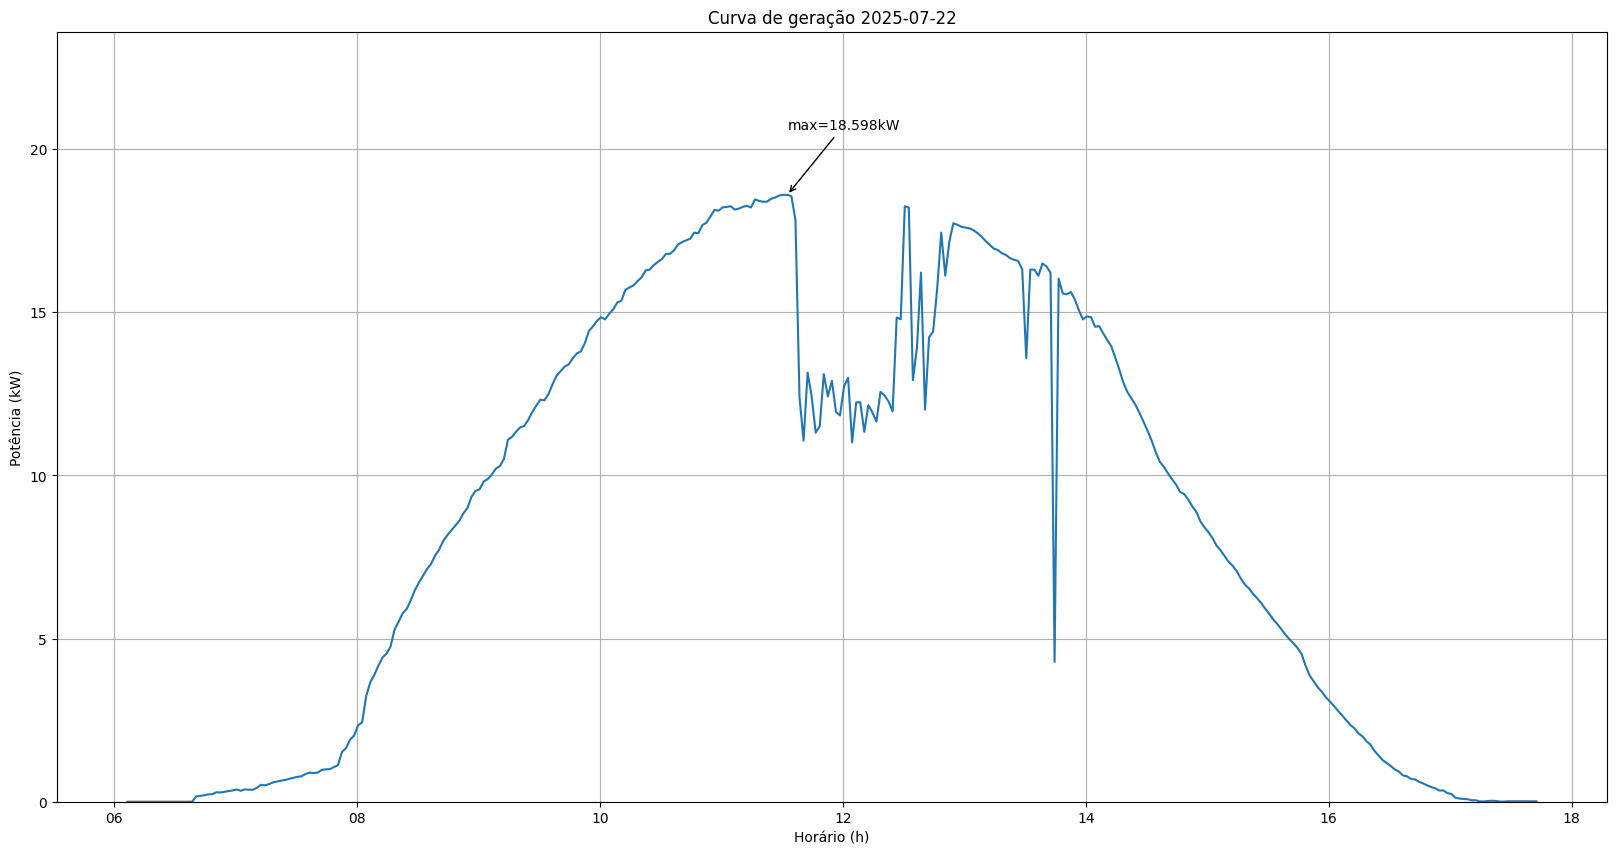 Curva de geração 2025-07-22
max=18.598kW
20
15
10
5
0
Potência (kW)
06 08 10 12 14 16 18
Horário (h)